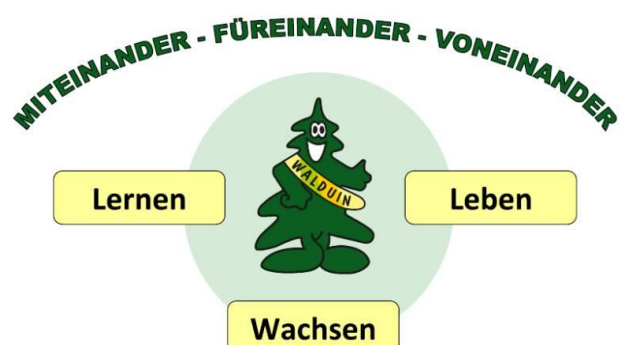 MITEINANDER - FÜREINANDER - VONEINANDER
WALDUIN
Lernen
Leben
Wachsen